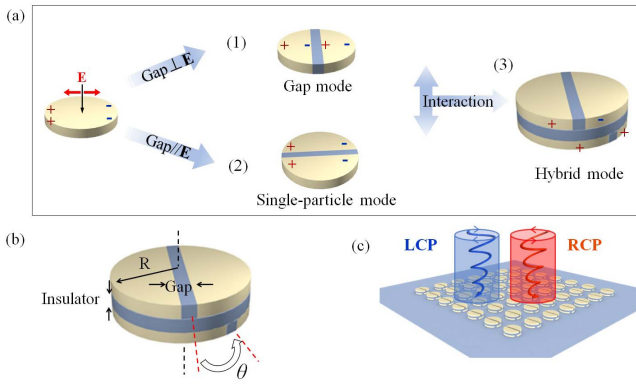 (a)
E
+ -
+ -
Gap⊥E
(1)
+ - + -
Gap mode
Gap//E
(2)
+ -
+ -
Single-particle mode
Interaction
(3)
+ -
+
+ +
Hybrid mode
(b)
R
Gap
Insulator
θ
(c)
LCP
RCP